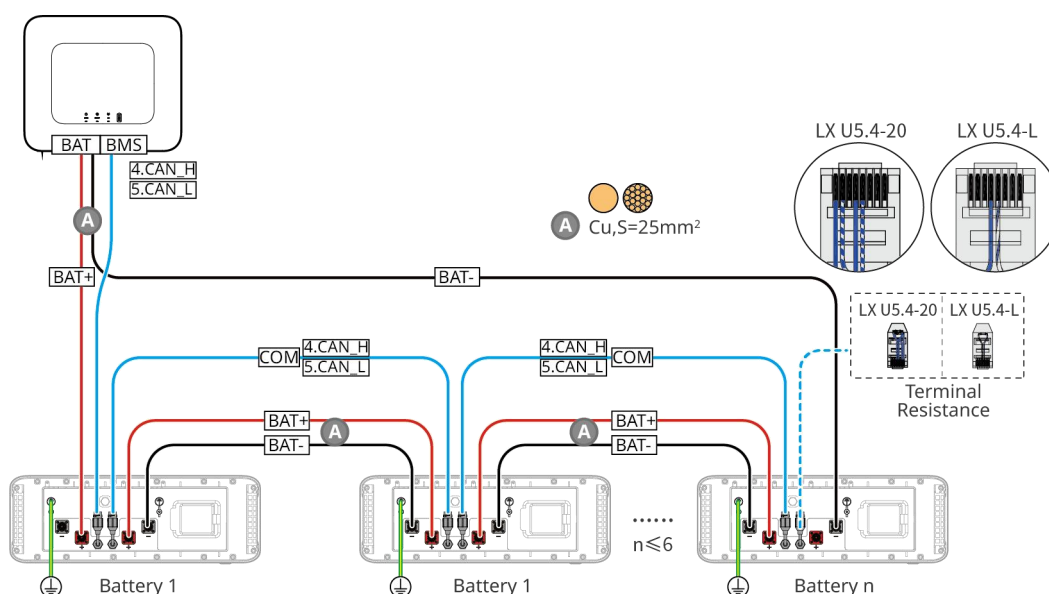 BAT BMS
4.CAN_H
5.CAN_L
A
A Cu,S=25mm²
LX U5.4-20 LX U5.4-L
BAT+
BAT-
LX U5.4-20 LX U5.4-L
Terminal
Resistance
COM 4.CAN_H
5.CAN_L
4.CAN_H COM
5.CAN_L
BAT+ A
BAT-
A BAT+
BAT-
- + + -
- + + -
- + + -
......
n≤6
Battery 1 Battery 1 Battery n